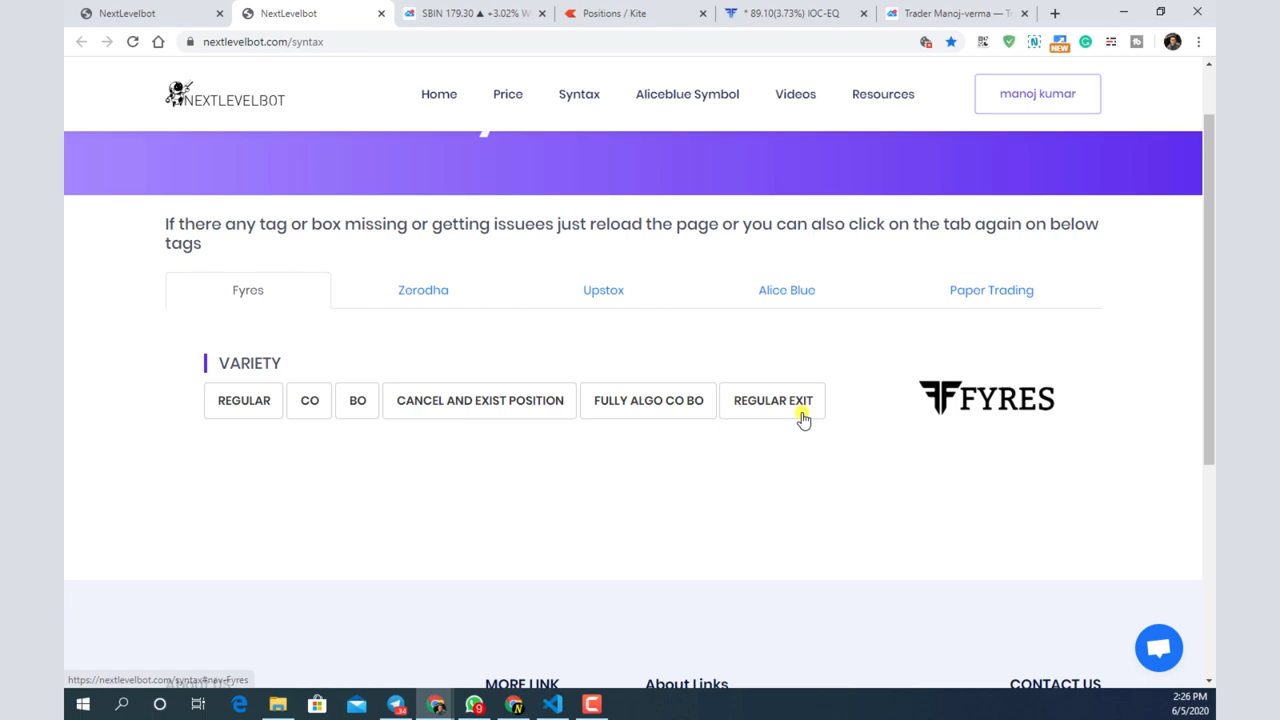 NextLevelbot
NextLevelbot
SBIN 179.30 ▲ +3.02% W
Positions / Kite
* 89.10(3.73%) IOC-EQ
Trader Manoj-verma — Tr
nextlevelbot.com/syntax
NEW
NEXTLEVELBOT
Home
Price
Syntax
Aliceblue Symbol
Videos
Resources
manoj kumar
If there any tag or box missing or getting issuees just reload the page or you can also click on the tab again on below
tags
Fyres
Zerodha
Upstox
Alice Blue
Paper Trading
VARIETY
REGULAR
CO
BO
CANCEL AND EXIST POSITION
FULLY ALGO CO BO
REGULAR EXIT
FYRES
https://nextlevelbot.com/syntax#nav-Fyres
MORE LINK
About Links
CONTACT US
34
9
2:26 PM
6/5/2020